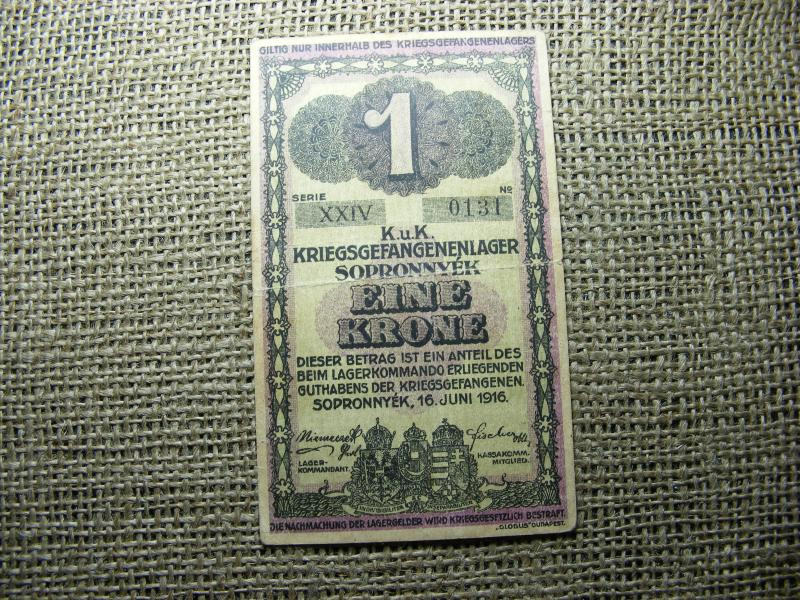 GILTIG NUR INNERHALB DES KRIEGSGEFANGENENLAGERS
1
SERIE No
XXIV 0131
K.u.K.
KRIEGSGEFANGENENLAGER
SOPRONNYÉK
EINE
KRONE
DIESER BETRAG IST EIN ANTEIL DES
BEIM LAGERKOMMANDO ERLIEGENDEN
GUTHABENS DER KRIEGSGEFANGENEN.
SOPRONNYÉK, 16. JUNI 1916.
LAGER-
KOMMANDANT.
KASSAKOMM.
MITGLIED.
DIE NACHMACHUNG DER LAGERGELDER WIRD KRIEGSGESETZLICH BESTRAFT.
„GLOBUS" BUDAPEST.